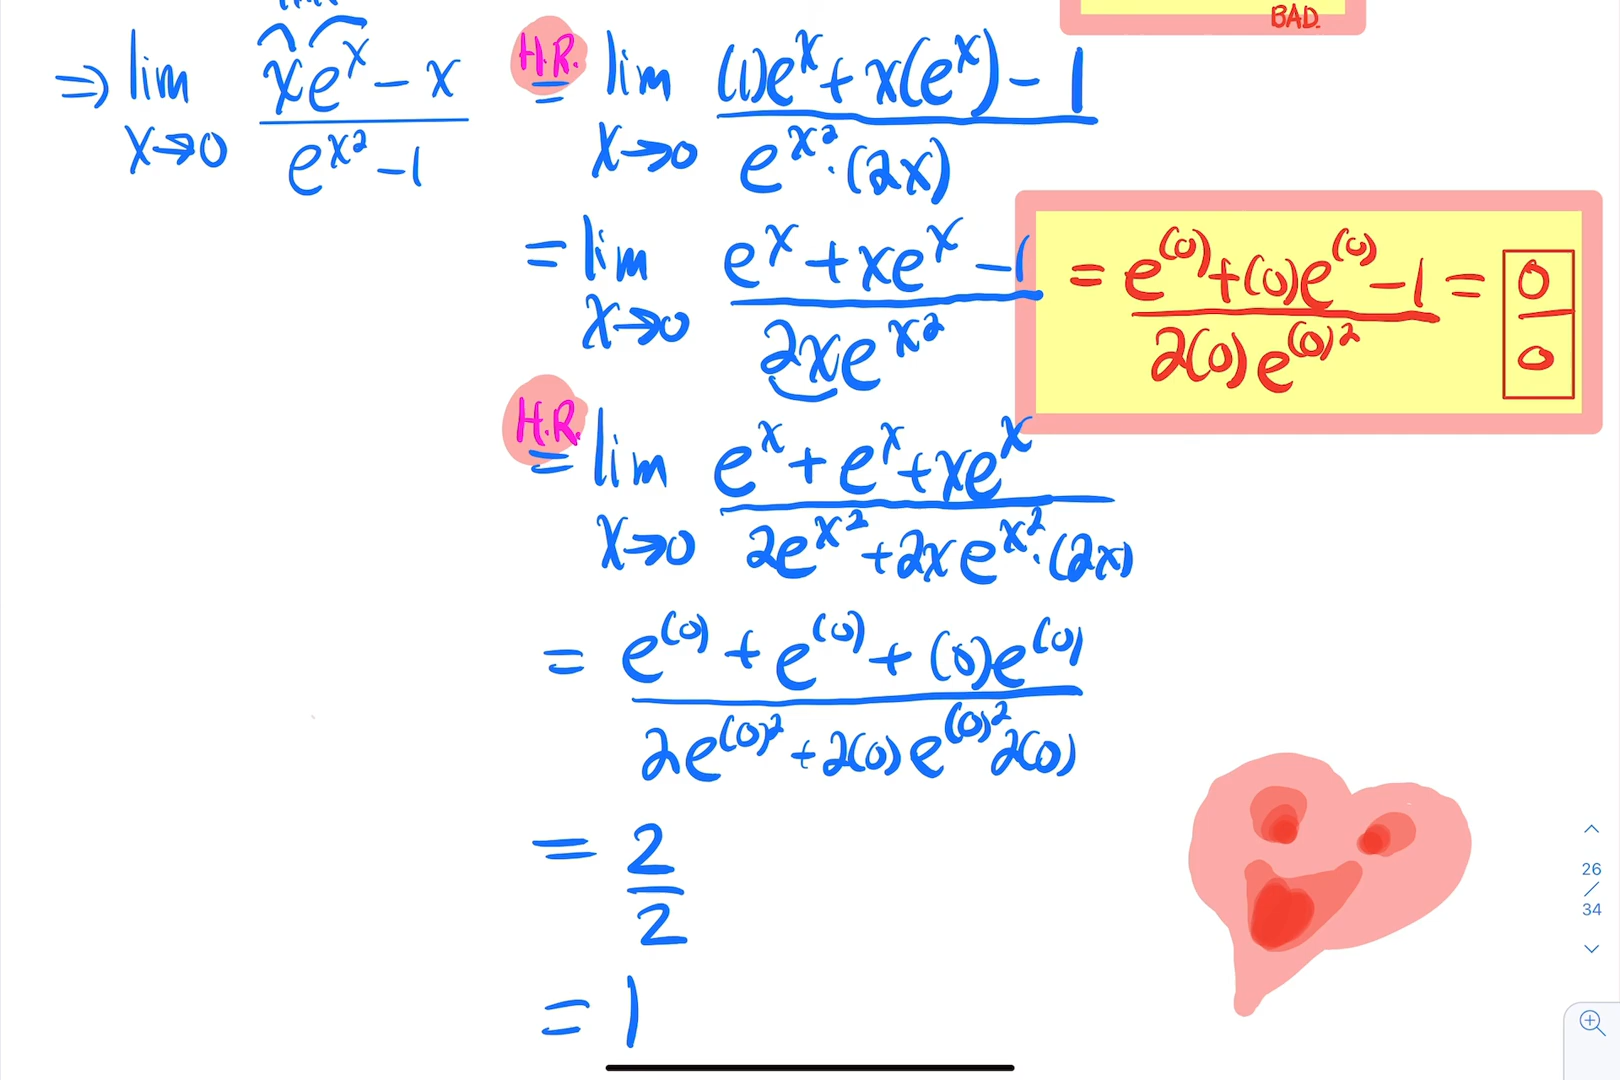 BAD.
⇒ lim x→0 (xe^x − x)/(e^(x²) − 1) H.R. = lim x→0 ((1)e^x + x(e^x) − 1)/(e^(x²)·(2x))
= lim x→0 (e^x + xe^x − 1)/(2xe^(x²)) = (e^(0) + (0)e^(0) − 1)/(2(0)e^((0)²)) = 0/0
H.R. = lim x→0 (e^x + e^x + xe^x)/(2e^(x²) + 2xe^(x²)·(2x))
= (e^(0) + e^(0) + (0)e^(0))/(2e^((0)²) + 2(0)e^((0)²)2(0))
= 2/2
= 1
26
/
34